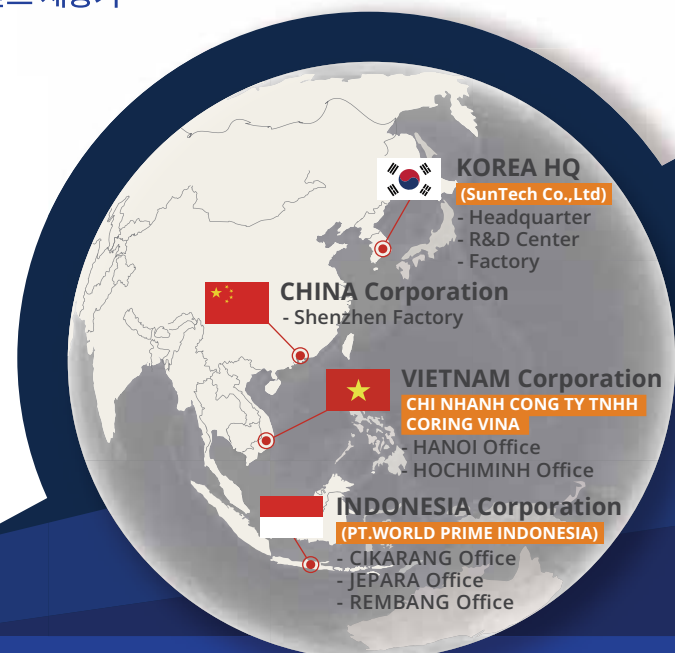 KOREA HQ
(SunTech Co.,Ltd)
- Headquarter
- R&D Center
- Factory
CHINA Corporation
- Shenzhen Factory
VIETNAM Corporation
CHI NHANH CONG TY TNHH
CORING VINA
- HANOI Office
- HOCHIMINH Office
INDONESIA Corporation
(PT.WORLD PRIME INDONESIA)
- CIKARANG Office
- JEPARA Office
- REMBANG Office